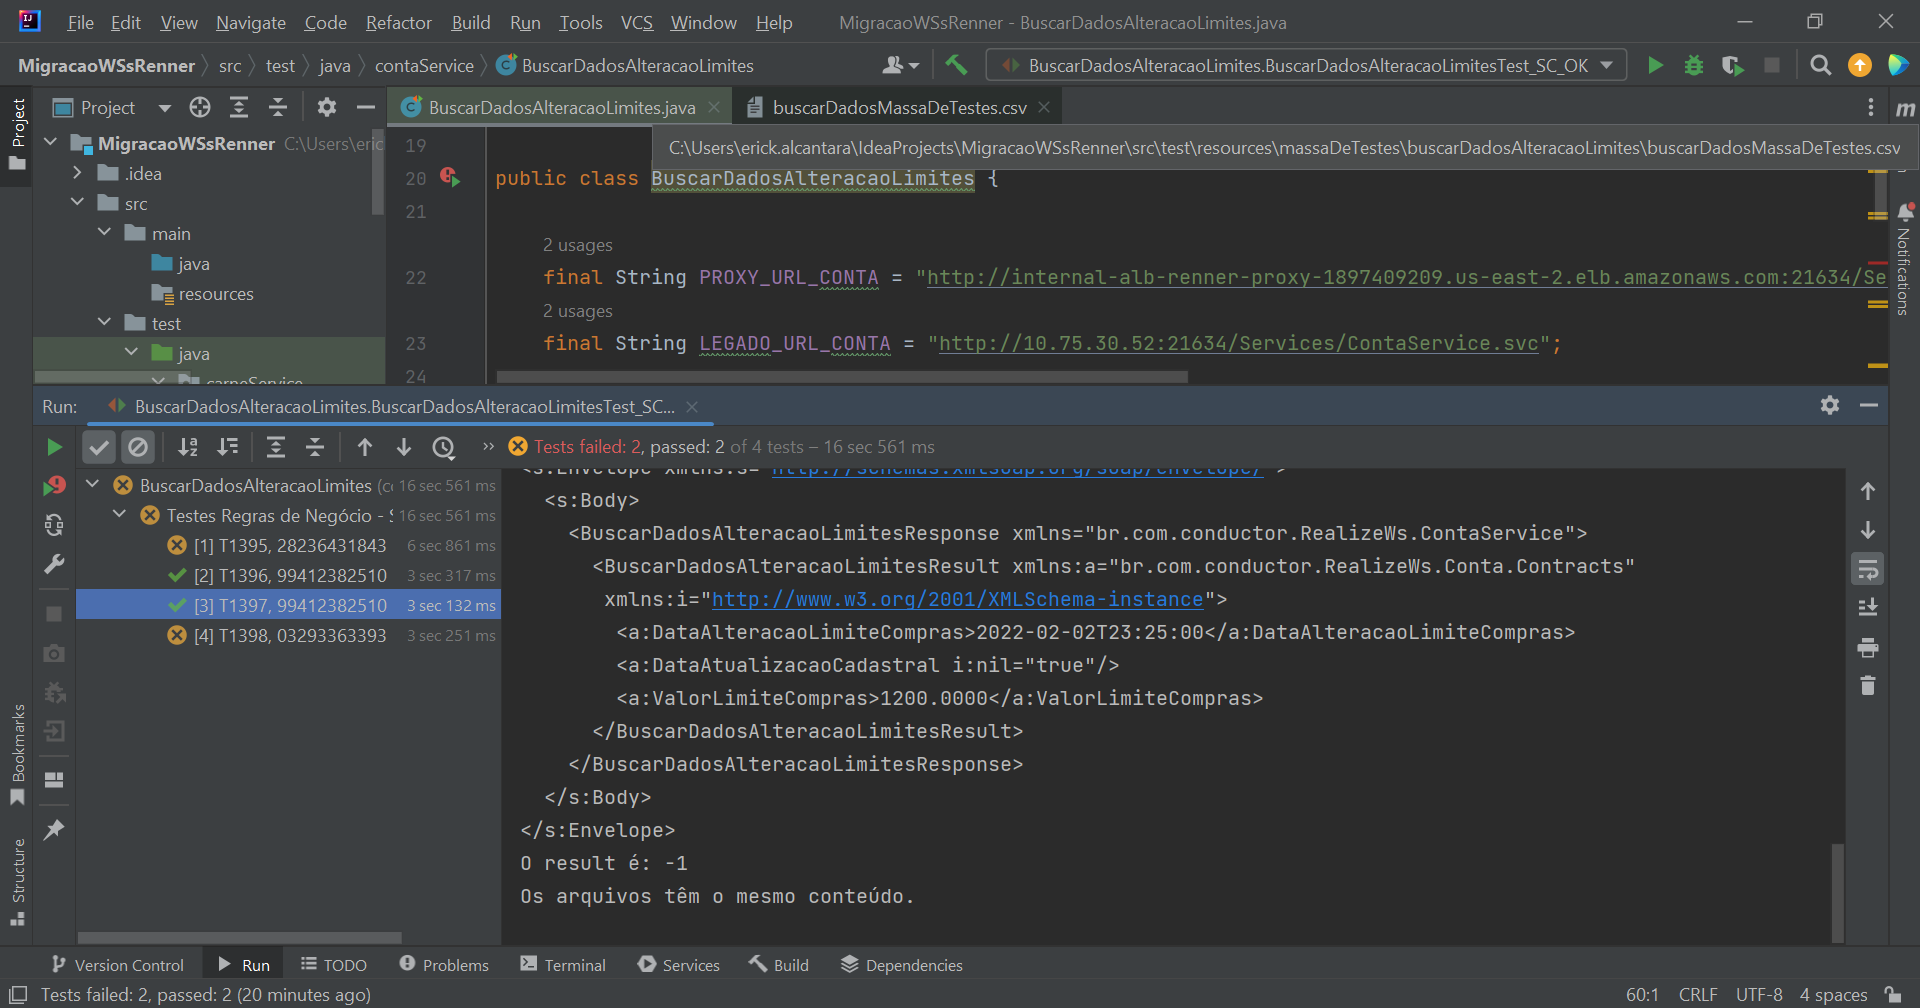 File Edit View Navigate Code Refactor Build Run Tools VCS Window Help MigracaoWSsRenner - BuscarDadosAlteracaoLimites.java
MigracaoWSsRenner src test java contaService BuscarDadosAlteracaoLimites BuscarDadosAlteracaoLimites.BuscarDadosAlteracaoLimitesTest_SC_OK
Project
Project
MigracaoWSsRenner C:\Users\eric
.idea
src
main
java
resources
test
java
carneService
BuscarDadosAlteracaoLimites.java buscarDadosMassaDeTestes.csv
m
C:\Users\erick.alcantara\IdeaProjects\MigracaoWSsRenner\src\test\resources\massaDeTestes\buscarDadosAlteracaoLimites\buscarDadosMassaDeTestes.csv
19
20 public class BuscarDadosAlteracaoLimites {
21
2 usages
22 final String PROXY_URL_CONTA = "http://internal-alb-renner-proxy-1897409209.us-east-2.elb.amazonaws.com:21634/Se
2 usages
23 final String LEGADO_URL_CONTA = "http://10.75.30.52:21634/Services/ContaService.svc";
24
Notifications
Run: BuscarDadosAlteracaoLimites.BuscarDadosAlteracaoLimitesTest_SC...
Tests failed: 2, passed: 2 of 4 tests – 16 sec 561 ms
BuscarDadosAlteracaoLimites (co 16 sec 561 ms
Testes Regras de Negócio - S 16 sec 561 ms
[1] T1395, 28236431843 6 sec 861 ms
[2] T1396, 99412382510 3 sec 317 ms
[3] T1397, 99412382510 3 sec 132 ms
[4] T1398, 03293363393 3 sec 251 ms
<s:Envelope xmlns:s="http://schemas.xmlsoap.org/soap/envelope/">
<s:Body>
<BuscarDadosAlteracaoLimitesResponse xmlns="br.com.conductor.RealizeWs.ContaService">
<BuscarDadosAlteracaoLimitesResult xmlns:a="br.com.conductor.RealizeWs.Conta.Contracts"
xmlns:i="http://www.w3.org/2001/XMLSchema-instance">
<a:DataAlteracaoLimiteCompras>2022-02-02T23:25:00</a:DataAlteracaoLimiteCompras>
<a:DataAtualizacaoCadastral i:nil="true"/>
<a:ValorLimiteCompras>1200.0000</a:ValorLimiteCompras>
</BuscarDadosAlteracaoLimitesResult>
</BuscarDadosAlteracaoLimitesResponse>
</s:Body>
</s:Envelope>
O result é: -1
Os arquivos têm o mesmo conteúdo.
Bookmarks
Structure
Version Control Run TODO Problems Terminal Services Build Dependencies
Tests failed: 2, passed: 2 (20 minutes ago) 60:1 CRLF UTF-8 4 spaces